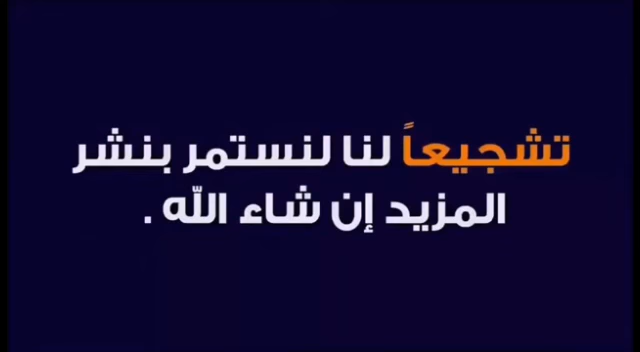 تشجيعاً لنا لنستمر بنشر
المزيد إن شاء الله .